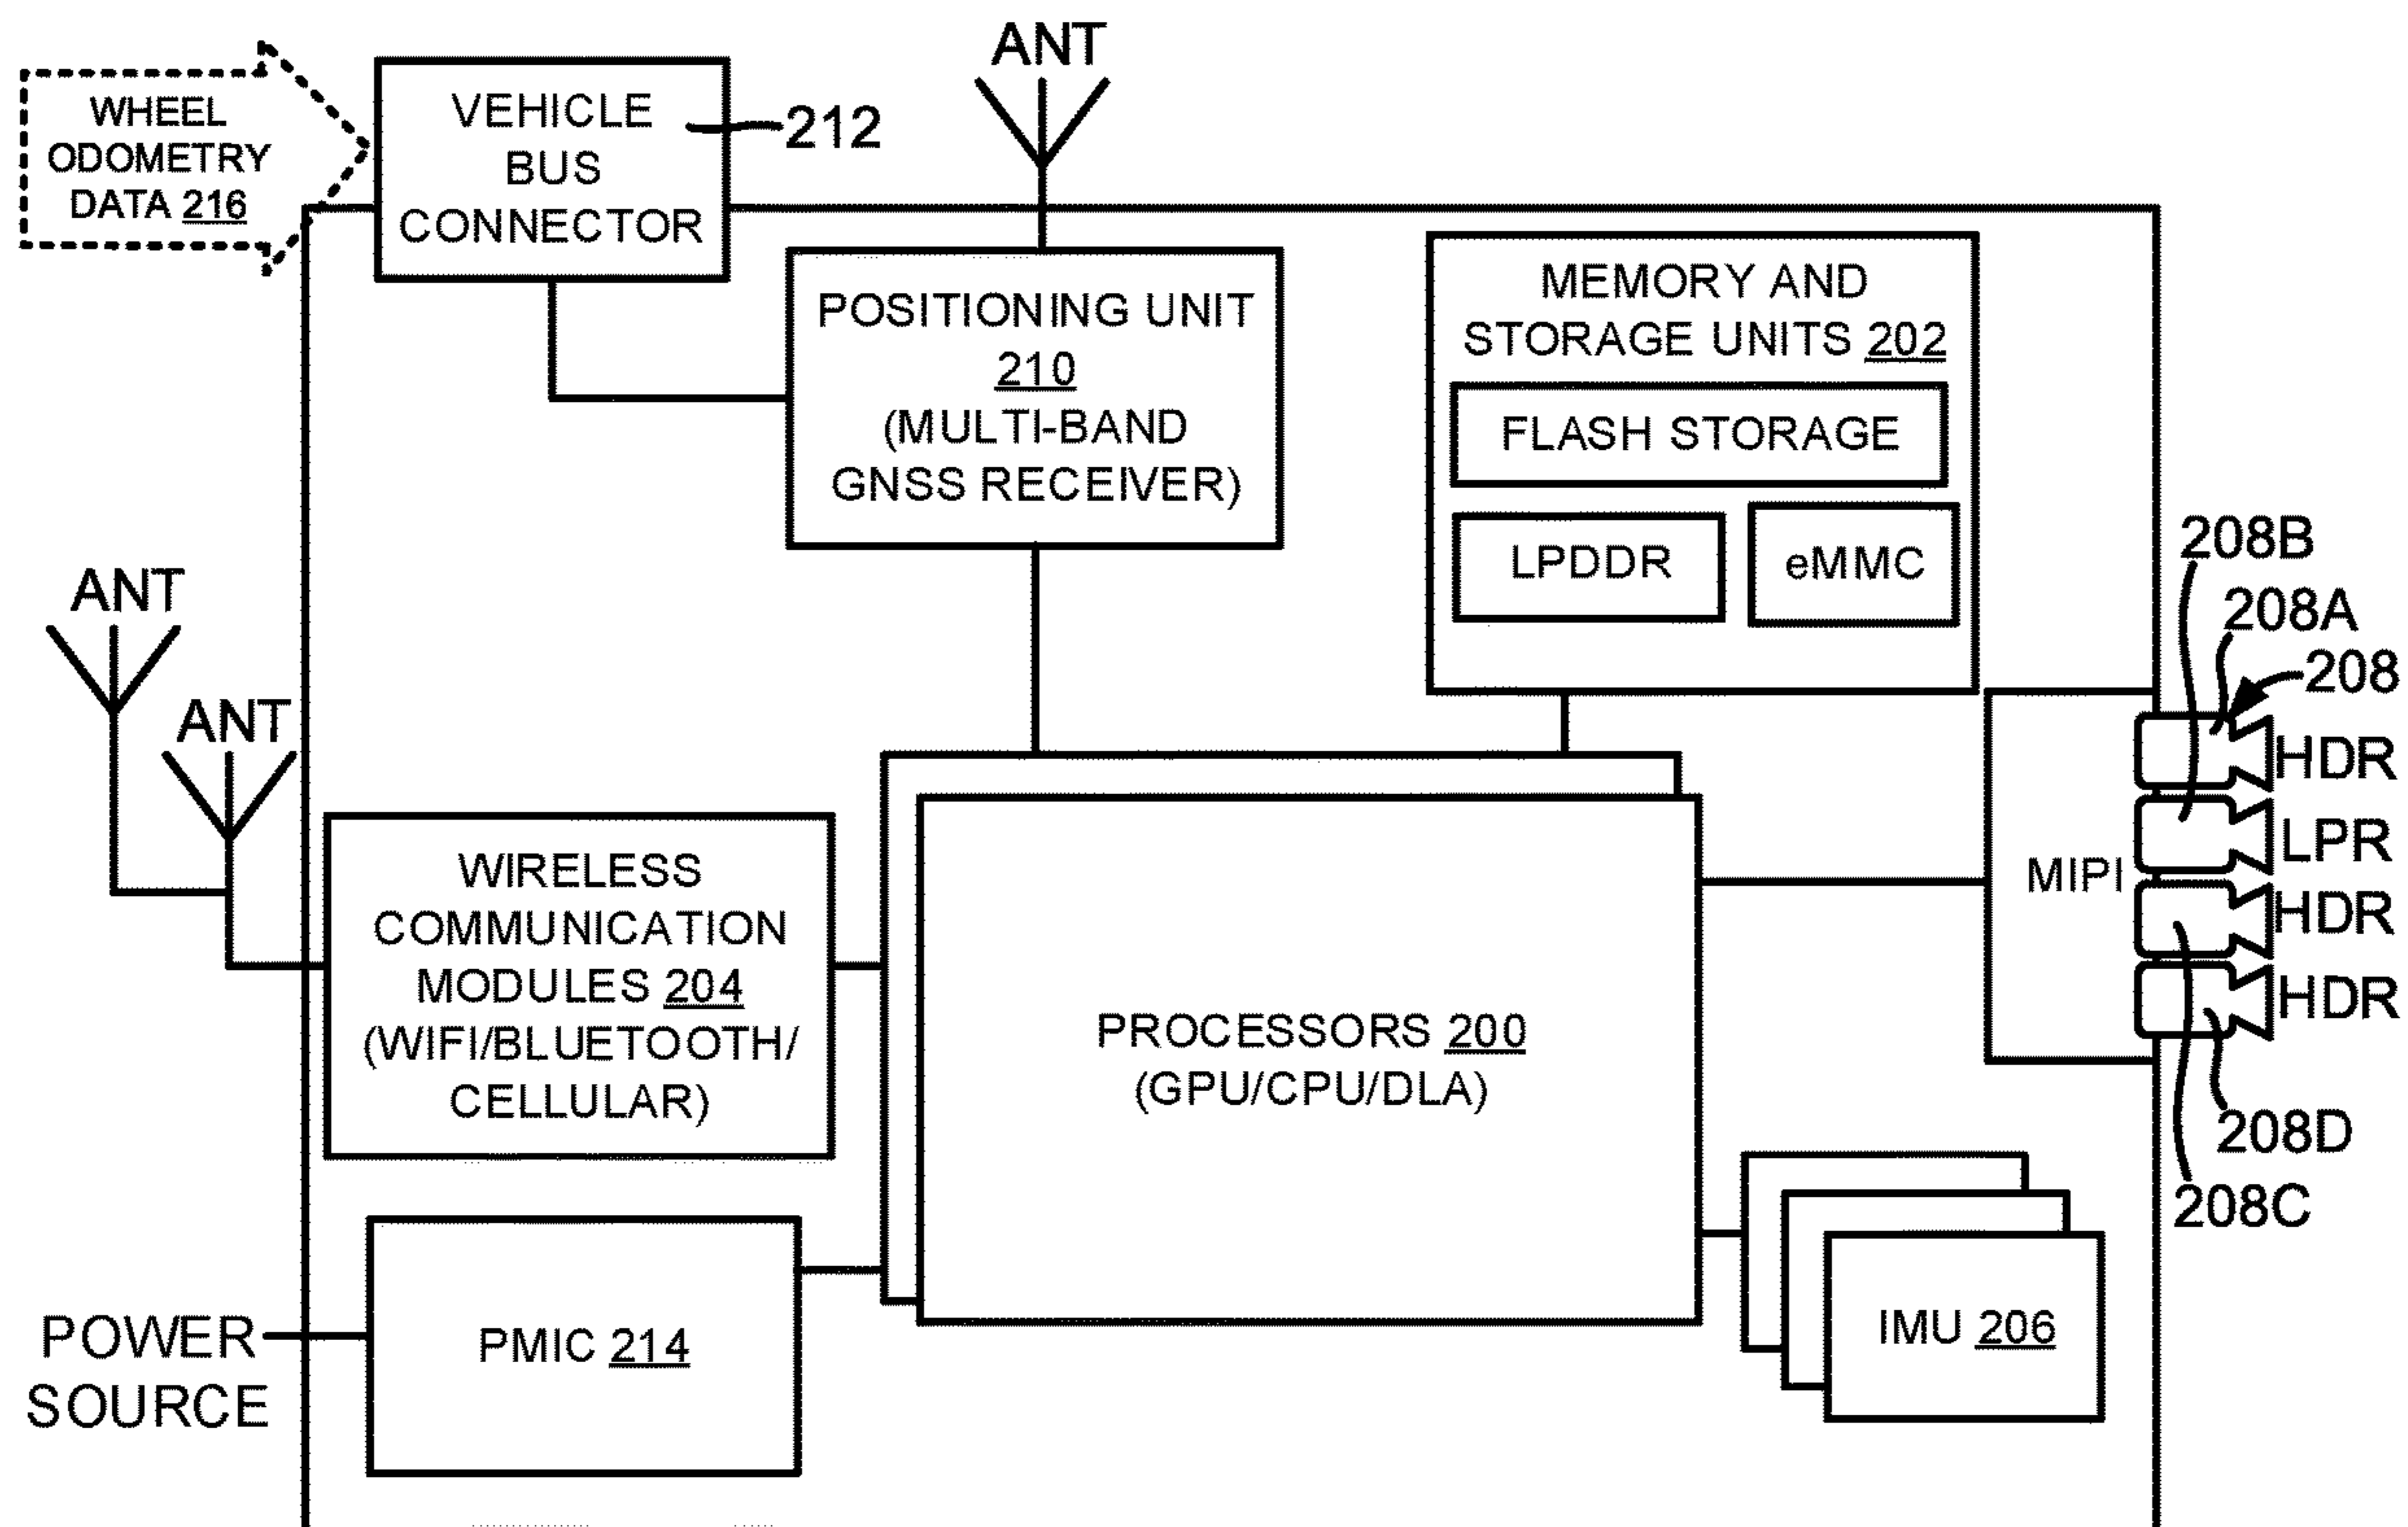 ANT
WHEEL
ODOMETRY
DATA 216
VEHICLE
BUS
CONNECTOR
212
POSITIONING UNIT
210
(MULTI-BAND
GNSS RECEIVER)
MEMORY AND
STORAGE UNITS 202
FLASH STORAGE
LPDDR
eMMC
208B
208A
208
HDR
LPR
HDR
HDR
MIPI
208D
208C
ANT
ANT
WIRELESS
COMMUNICATION
MODULES 204
(WIFI/BLUETOOTH/
CELLULAR)
PROCESSORS 200
(GPU/CPU/DLA)
POWER
SOURCE
PMIC 214
IMU 206